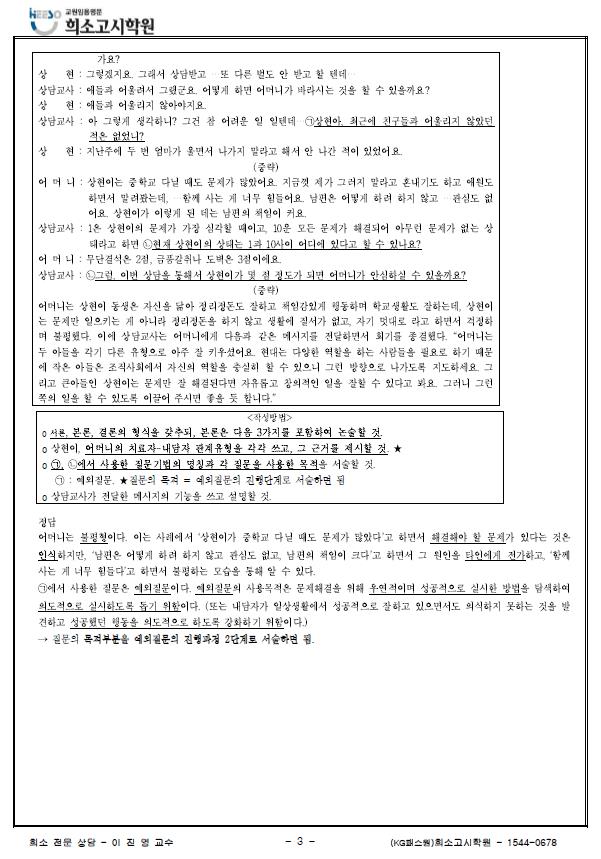 교원임용명문
HEESO 희소고시학원
가요?
상 현 : 그렇겠지요. 그래서 상담받고 …또 다른 벌도 안 받고 할 텐데…
상담교사 : 애들과 어울려서 그랬군요. 어떻게 하면 어머니가 바라시는 것을 할 수 있을까요?
상 현 : 애들과 어울리지 않아야지요.
상담교사 : 아 그렇게 생각하니? 그건 참 어려운 일 일텐데…㉠상현아, 최근에 친구들과 어울리지 않았던
적은 없었니?
상 현 : 지난주에 두 번 엄마가 울면서 나가지 말라고 해서 안 나간 적이 있었어요.
(중략)
어 머 니 : 상현이는 중학교 다닐 때도 문제가 많았어요. 지금껏 제가 그러지 말라고 혼내기도 하고 애원도
하면서 말려봤는데, …함께 사는 게 너무 힘들어요. 남편은 어떻게 하려 하지 않고 …관심도 없
어요. 상현이가 이렇게 된 데는 남편의 책임이 커요.
상담교사 : 1은 상현이의 문제가 가장 심각할 때이고, 10운 모든 문제가 해결되어 아무런 문제가 없는 상
태라고 하면 ㉡현재 상현이의 상태는 1과 10사이 어디에 있다고 할 수 있나요?
어 머 니 : 무단결석은 2점, 금품갈취나 도벽은 3점이에요.
상담교사 : ㉡그럼, 이번 상담을 통해서 상현이가 몇 점 정도가 되면 어머니가 안심하실 수 있을까요?
(중략)
어머니는 상현이 동생은 자신을 닮아 정리정돈도 잘하고 책임감있게 행동하며 학교생활도 잘하는데, 상현이
는 문제만 일으키는 게 아니라 정리정돈을 하지 않고 생활에 질서가 없고, 자기 멋대로 라고 하면서 걱정하
며 불평했다. 이에 상담교사는 어머니에게 다음과 같은 메시지를 전달하면서 회기를 종결했다. “어머니는
두 아들을 각기 다른 유형으로 아주 잘 키우셨어요. 현대는 다양한 역할을 하는 사람들을 필요로 하기 때문
에 작은 아들은 조직사회에서 자신의 역할을 충실히 할 수 있으니 그런 방향으로 나가도록 지도하세요. 그
리고 큰아들인 상현이는 문제만 잘 해결된다면 자유롭고 창의적인 일을 잘할 수 있다고 봐요. 그러니 그런
쪽의 일을 할 수 있도록 이끌어 주시면 좋을 듯 합니다.”
<작성방법>
o 서론, 본론, 결론의 형식을 갖추되, 본론은 다음 3가지를 포함하여 논술할 것.
o 상현이, 어머니의 치료자-내담자 관계유형을 각각 쓰고, 그 근거를 제시할 것. ★
o ㉠, ㉡에서 사용한 질문기법의 명칭과 각 질문을 사용한 목적을 서술할 것.
㉠ : 예외질문. ★질문의 목적 = 예외질문의 진행단계로 서술하면 됨
o 상담교사가 전달한 메시지의 기능을 쓰고 설명할 것.
정답
어머니는 불평형이다. 이는 사례에서 ‘상현이가 중학교 다닐 때도 문제가 많았다’고 하면서 해결해야 할 문제가 있다는 것은
인식하지만, ‘남편은 어떻게 하려 하지 않고 관심도 없고, 남편의 책임이 크다’고 하면서 그 원인을 타인에게 전가하고, ‘함께
사는 게 너무 힘들다’고 하면서 불평하는 모습을 통해 알 수 있다.
㉠에서 사용한 질문은 예외질문이다. 예외질문의 사용목적은 문제해결을 위해 우연적이며 성공적으로 실시한 방법을 탐색하여
의도적으로 실시하도록 돕기 위함이다. (또는 내담자가 일상생활에서 성공적으로 잘하고 있으면서도 의식하지 못하는 것을 발
견하고 성공했던 행동을 의도적으로 하도록 강화하기 위함이다.)
→ 질문의 목적부분을 예외질문의 진행과정 2단계로 서술하면 됨.
희소 전문 상담 - 이 진 영 교수
- 3 -
(KG패스원)희소고시학원 - 1544-0678